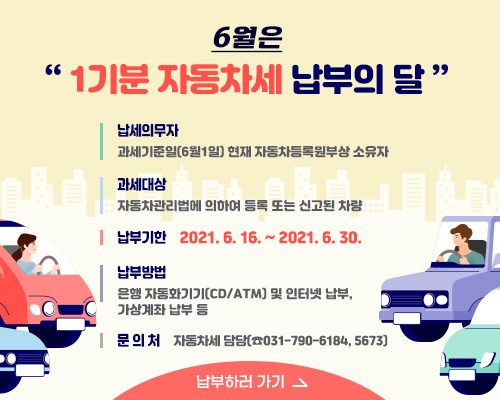 6월은
“ 1기분 자동차세 납부의 달 ”
납세의무자
과세기준일(6월1일) 현재 자동차등록원부상 소유자
과세대상
자동차관리법에 의하여 등록 또는 신고된 차량
납부기한 2021. 6. 16. ~ 2021. 6. 30.
납부방법
은행 자동화기기(CD/ATM) 및 인터넷 납부,
가상계좌 납부 등
문 의 처 자동차세 담당(☎031-790-6184, 5673)
납부하러 가기 →